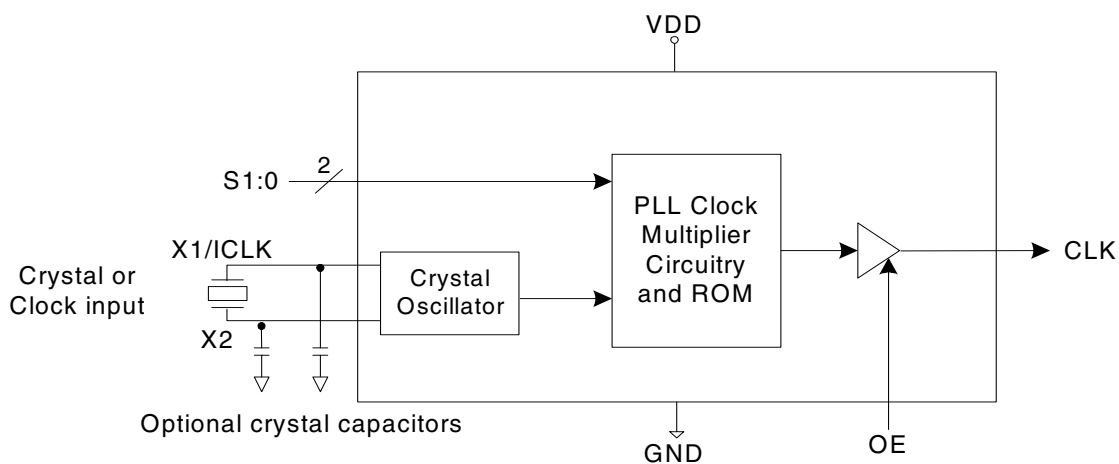 VDD
2
S1:0
PLL Clock
Multiplier
Circuitry
and ROM
X1/ICLK
CLK
Crystal or
Clock input
Crystal
Oscillator
X2
Optional crystal capacitors
GND
OE